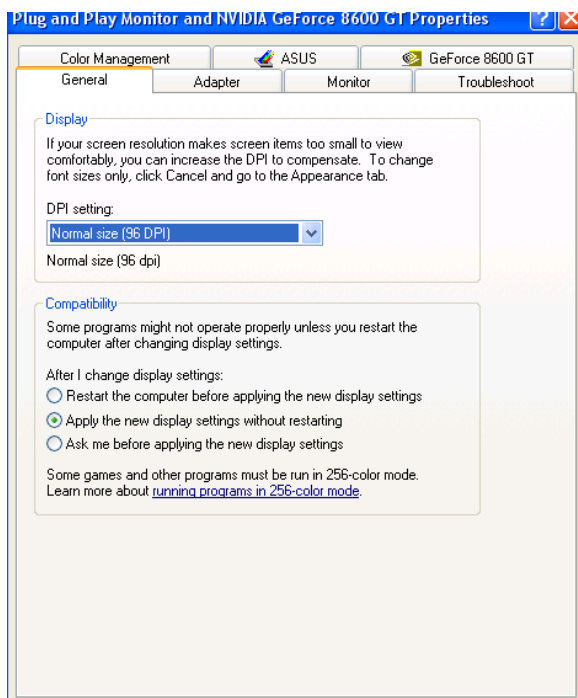 Plug and Play Monitor and NVIDIA GeForce 8600 GT Properties
Color Management
ASUS
GeForce 8600 GT
General
Adapter
Monitor
Troubleshoot
Display
If your screen resolution makes screen items too small to view
comfortably, you can increase the DPI to compensate. To change
font sizes only, click Cancel and go to the Appearance tab.
DPI setting:
Normal size (96 DPI)
Normal size (96 dpi)
Compatibility
Some programs might not operate properly unless you restart the
computer after changing display settings.
After I change display settings:
Restart the computer before applying the new display settings
Apply the new display settings without restarting
Ask me before applying the new display settings
Some games and other programs must be run in 256-color mode.
Learn more about running programs in 256-color mode.